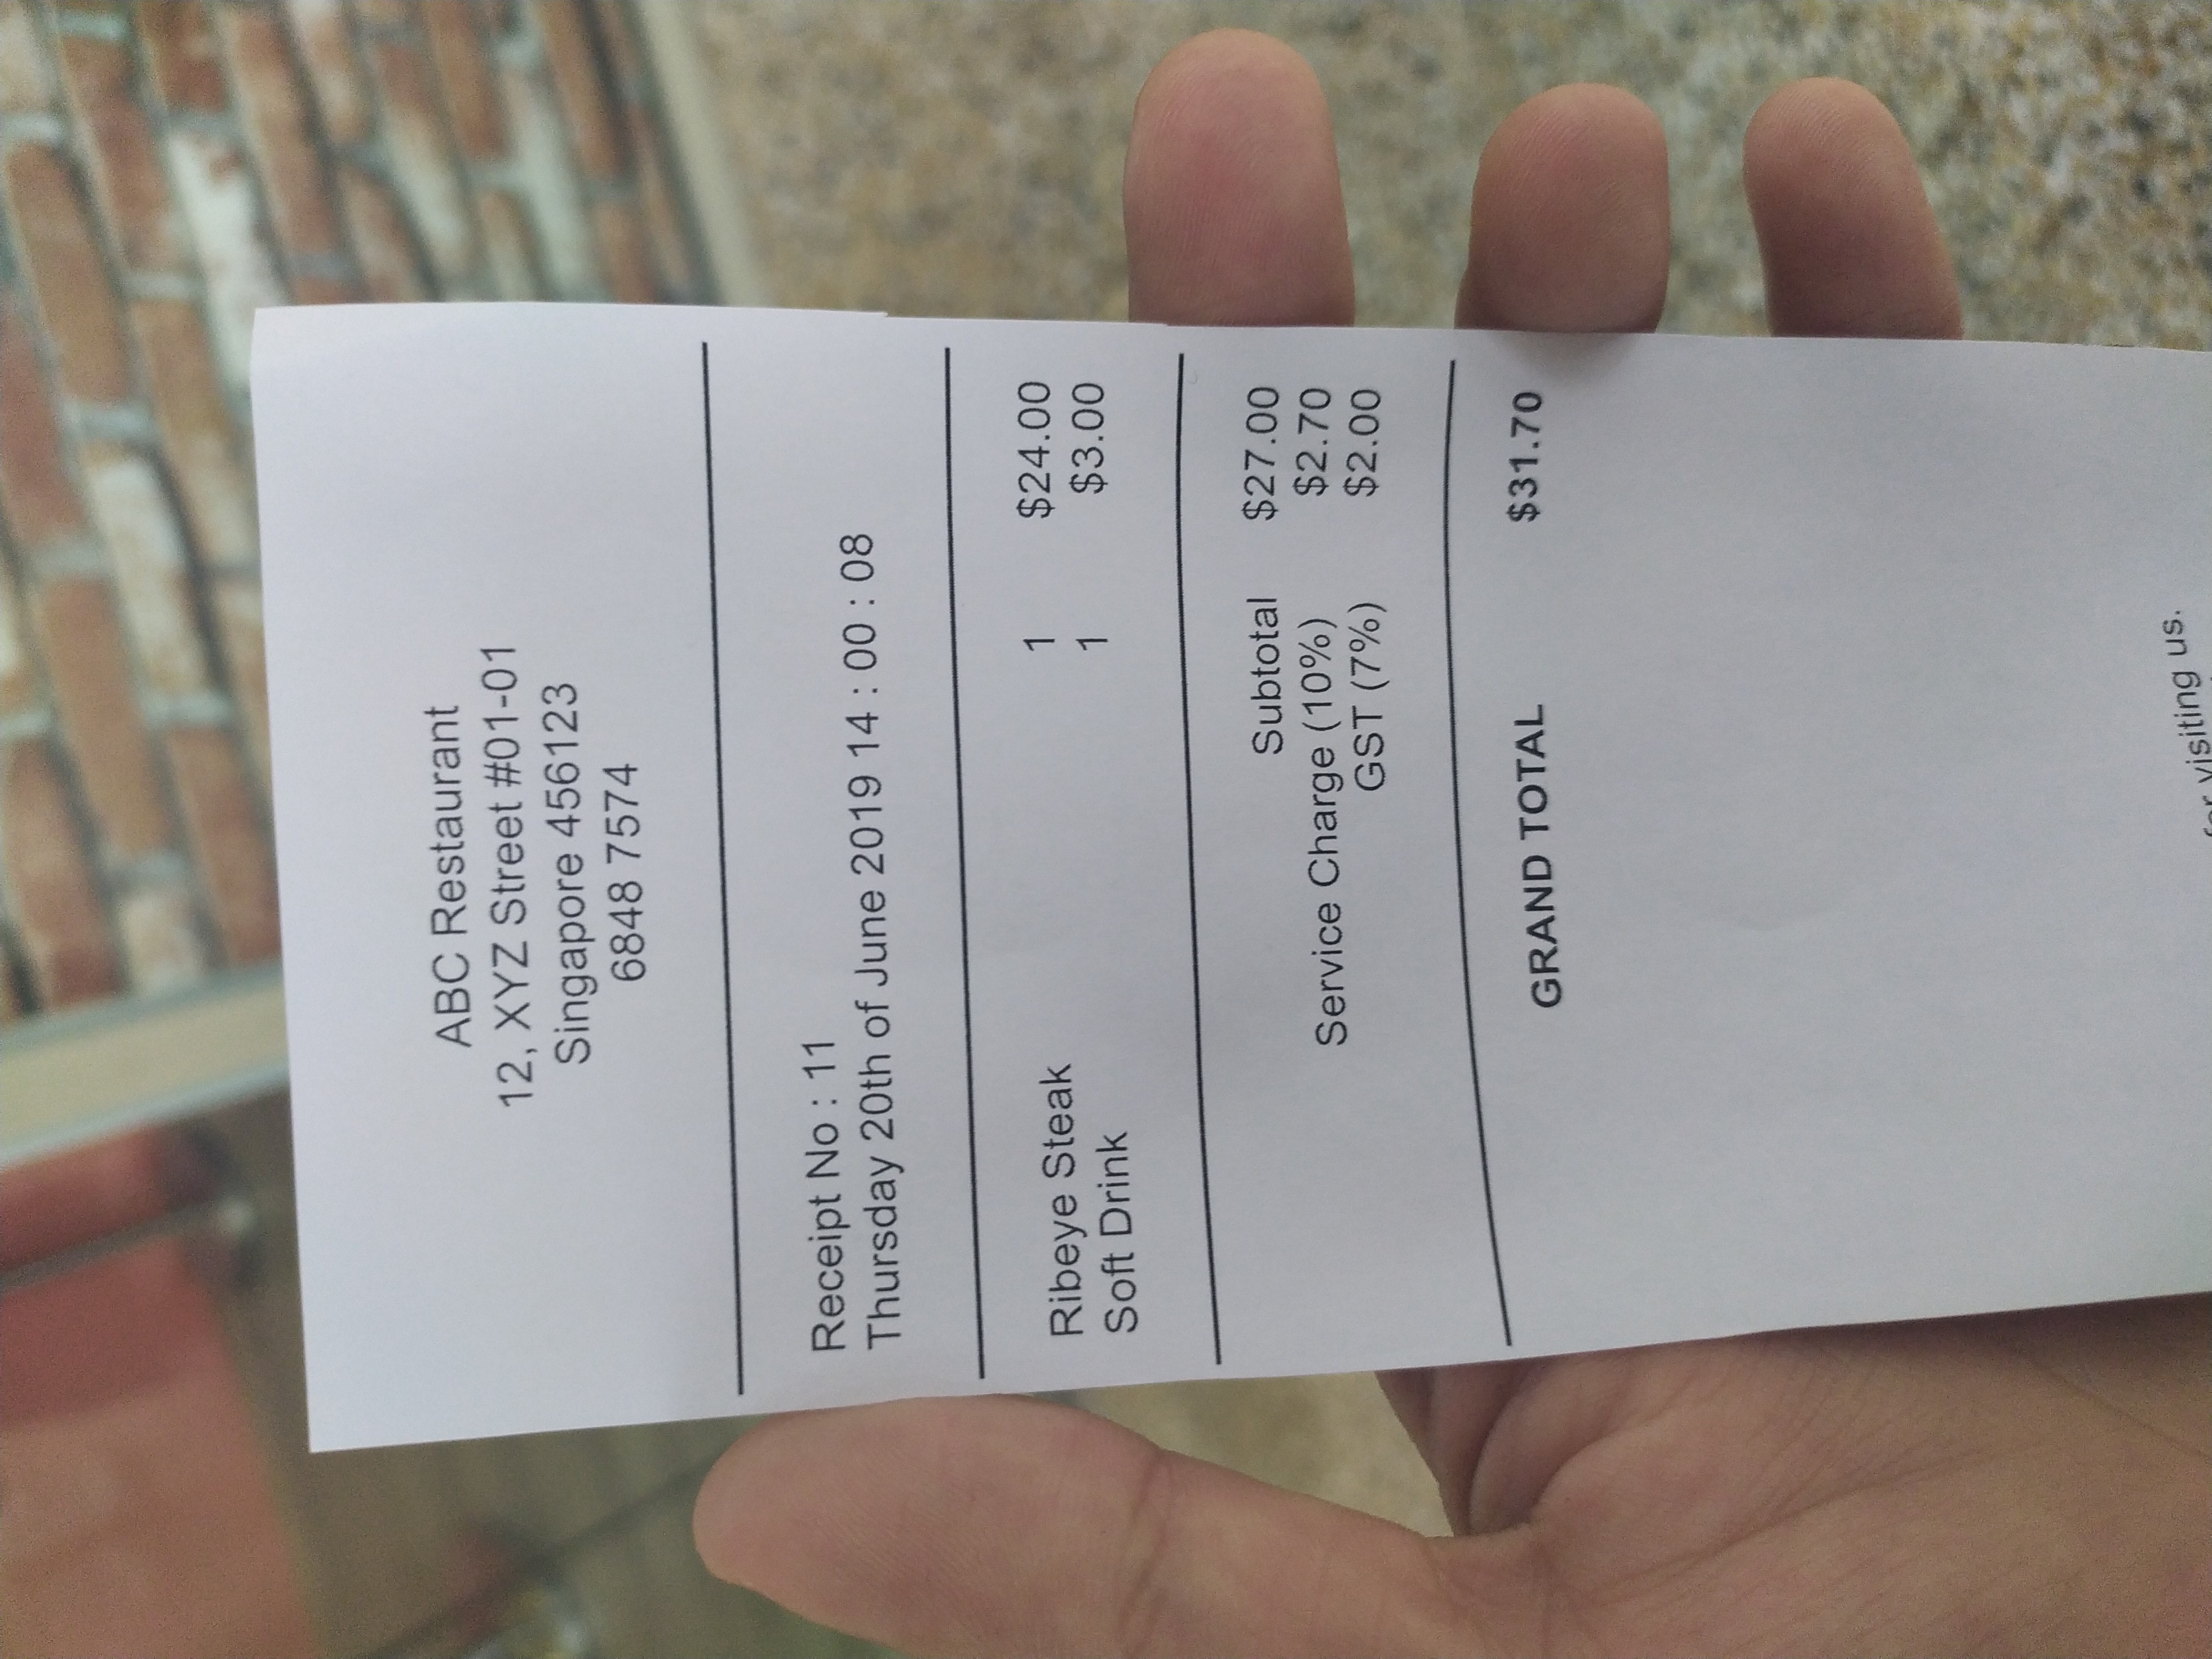 ABC Restaurant
12, XYZ Street #01-01
Singapore 456123
6848 7574
Receipt No : 11
Thursday 20th of June 2019 14 : 00 : 08
Ribeye Steak 1 $24.00
Soft Drink 1 $3.00
Subtotal $27.00
Service Charge (10%) $2.70
GST (7%) $2.00
GRAND TOTAL $31.70
for visiting us.